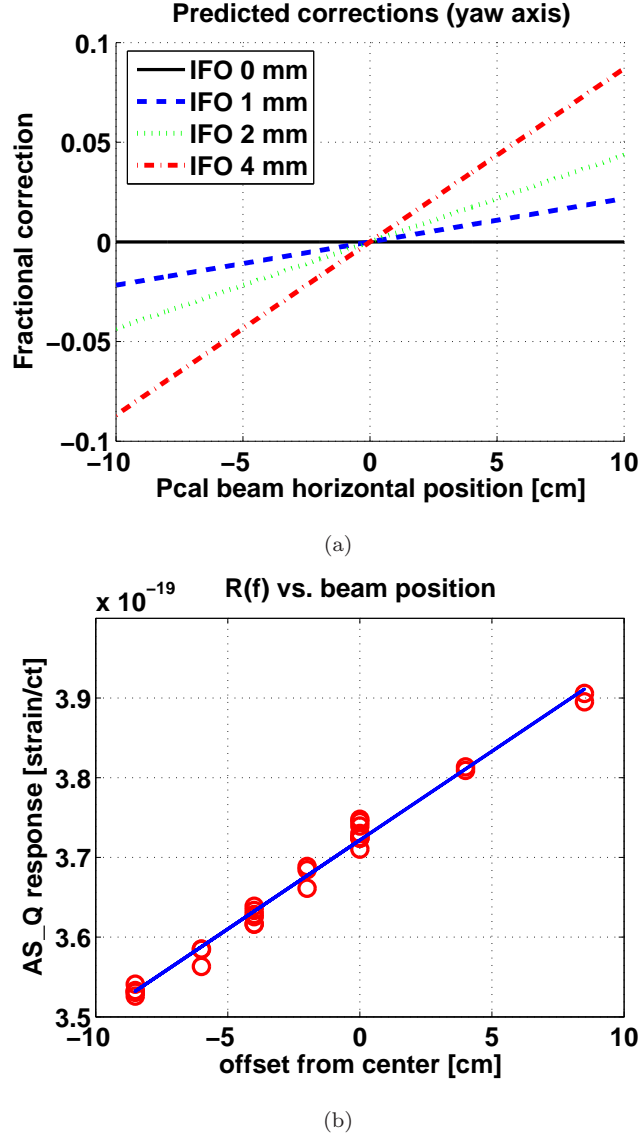 Predicted corrections (yaw axis)
0.1
0.05
0
−0.05
−0.1
Fractional correction
IFO 0 mm
IFO 1 mm
IFO 2 mm
IFO 4 mm
−10 −5 0 5 10
Pcal beam horizontal position [cm]
(a)
x 10⁻¹⁹ R(f) vs. beam position
3.9
3.8
3.7
3.6
3.5
AS_Q response [strain/ct]
−10 −5 0 5 10
offset from center [cm]
(b)